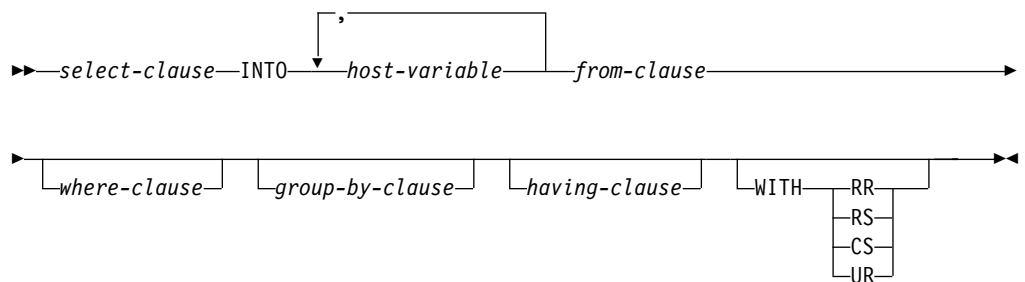 ,
select-clause INTO host-variable from-clause
where-clause group-by-clause having-clause WITH RR
RS
CS
UR